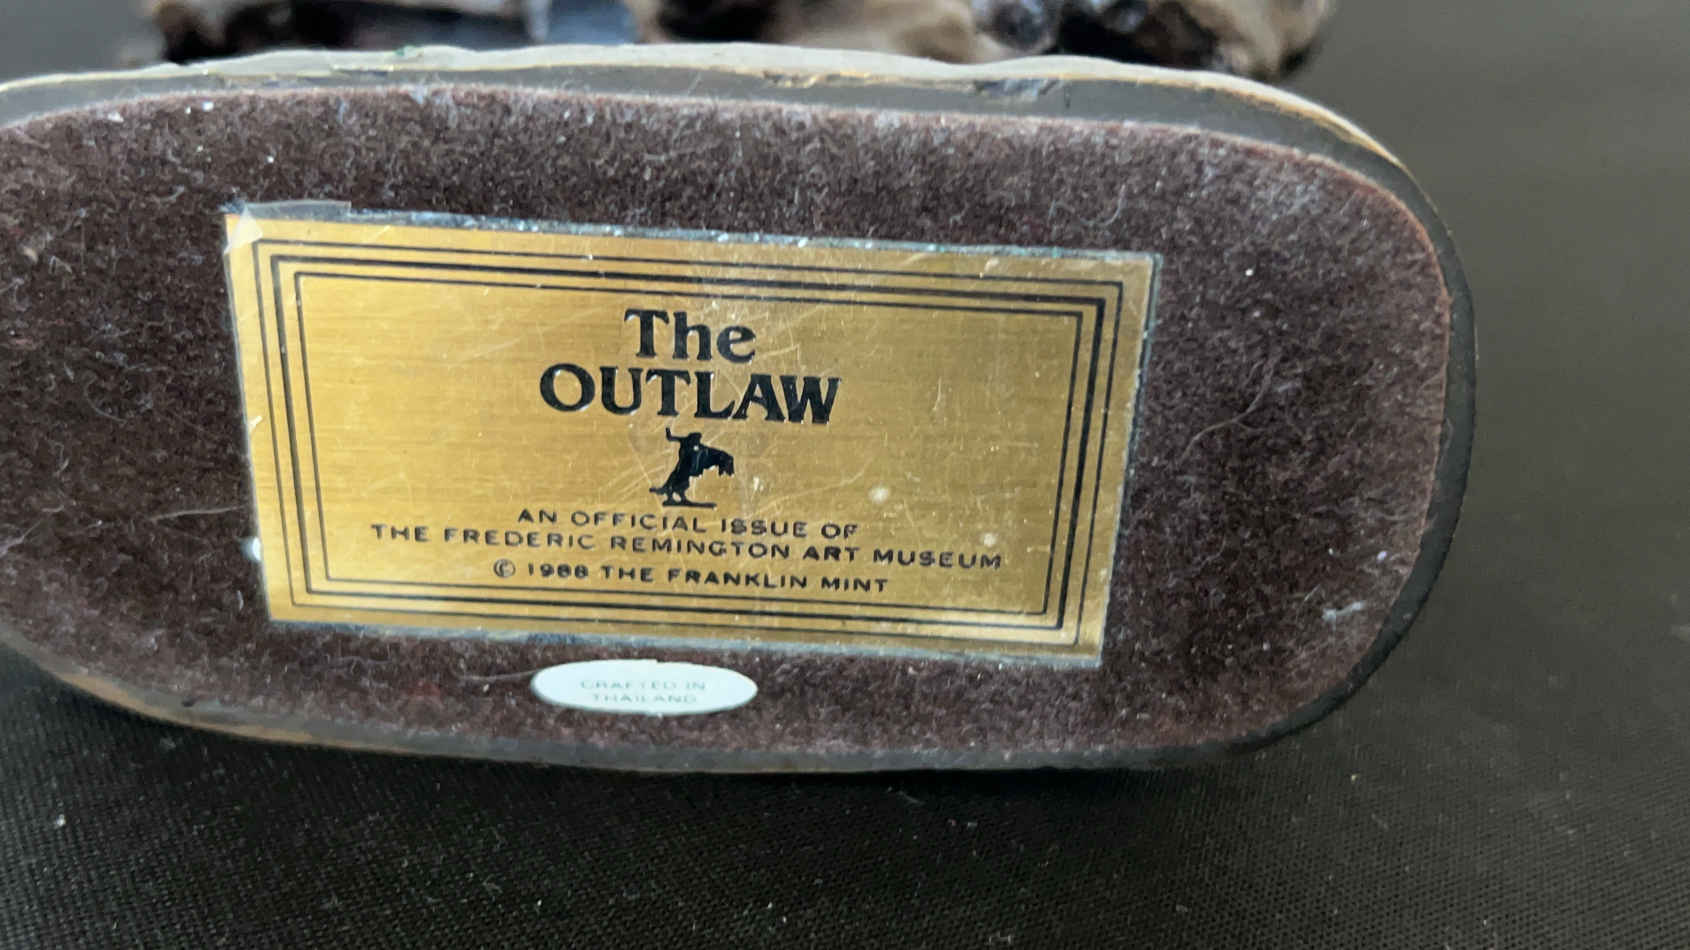 The
OUTLAW
AN OFFICIAL ISSUE OF
THE FREDERIC REMINGTON ART MUSEUM
© 1988 THE FRANKLIN MINT
CRAFTED IN
THAILAND